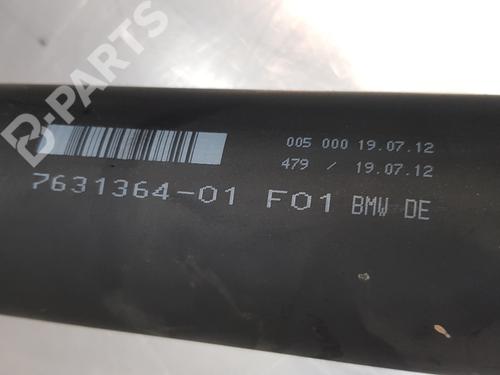 B-PARTS
005 000 19.07.12
479 / 19.07.12
7631364-01 F01 BMW DE